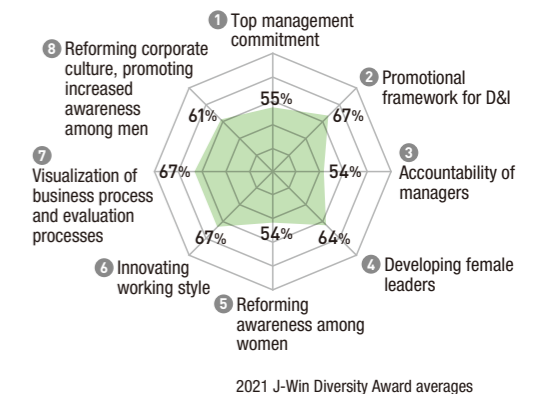 1 Top management
commitment
2 Promotional
framework for D&I
3 Accountability of
managers
4 Developing female
leaders
5 Reforming
awareness among
women
6 Innovating
working style
7
Visualization of
business process
and evaluation
processes
8 Reforming corporate
culture, promoting
increased
awareness
among men
55%
67%
54%
64%
54%
67%
67%
61%
2021 J-Win Diversity Award averages